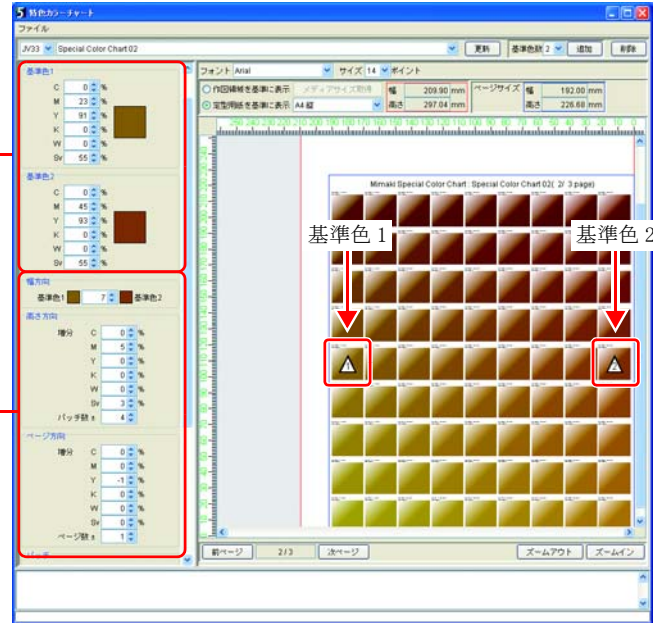 特色カラーチャート
ファイル
JV33 Special Color Chart 02 更新 基準色数 2 追加 削除
基準色1
C 0 %
M 23 %
Y 91 %
K 0 %
W 0 %
Sv 55 %
基準色2
C 0 %
M 45 %
Y 93 %
K 0 %
W 0 %
Sv 55 %
幅方向
基準色1 7 基準色2
高さ方向
増分 C 0 %
M 5 %
Y 0 %
K 0 %
W 0 %
Sv 3 %
パッチ数 ± 4
ページ方向
増分 C 0 %
M 0 %
Y -1 %
K 0 %
W 0 %
Sv 0 %
ページ数 ± 1
フォント Arial サイズ 14 ポイント
作図領域を基準に表示 メディアサイズ取得 幅 209.90 mm ページサイズ 幅 192.00 mm
定型用紙を基準に表示 A4 縦 高さ 297.04 mm 高さ 226.68 mm
Mimaki Special Color Chart : Special Color Chart 02( 2/ 3 page)
基準色 1 基準色 2
1 2
前ページ 2/3 次ページ ズームアウト ズームイン